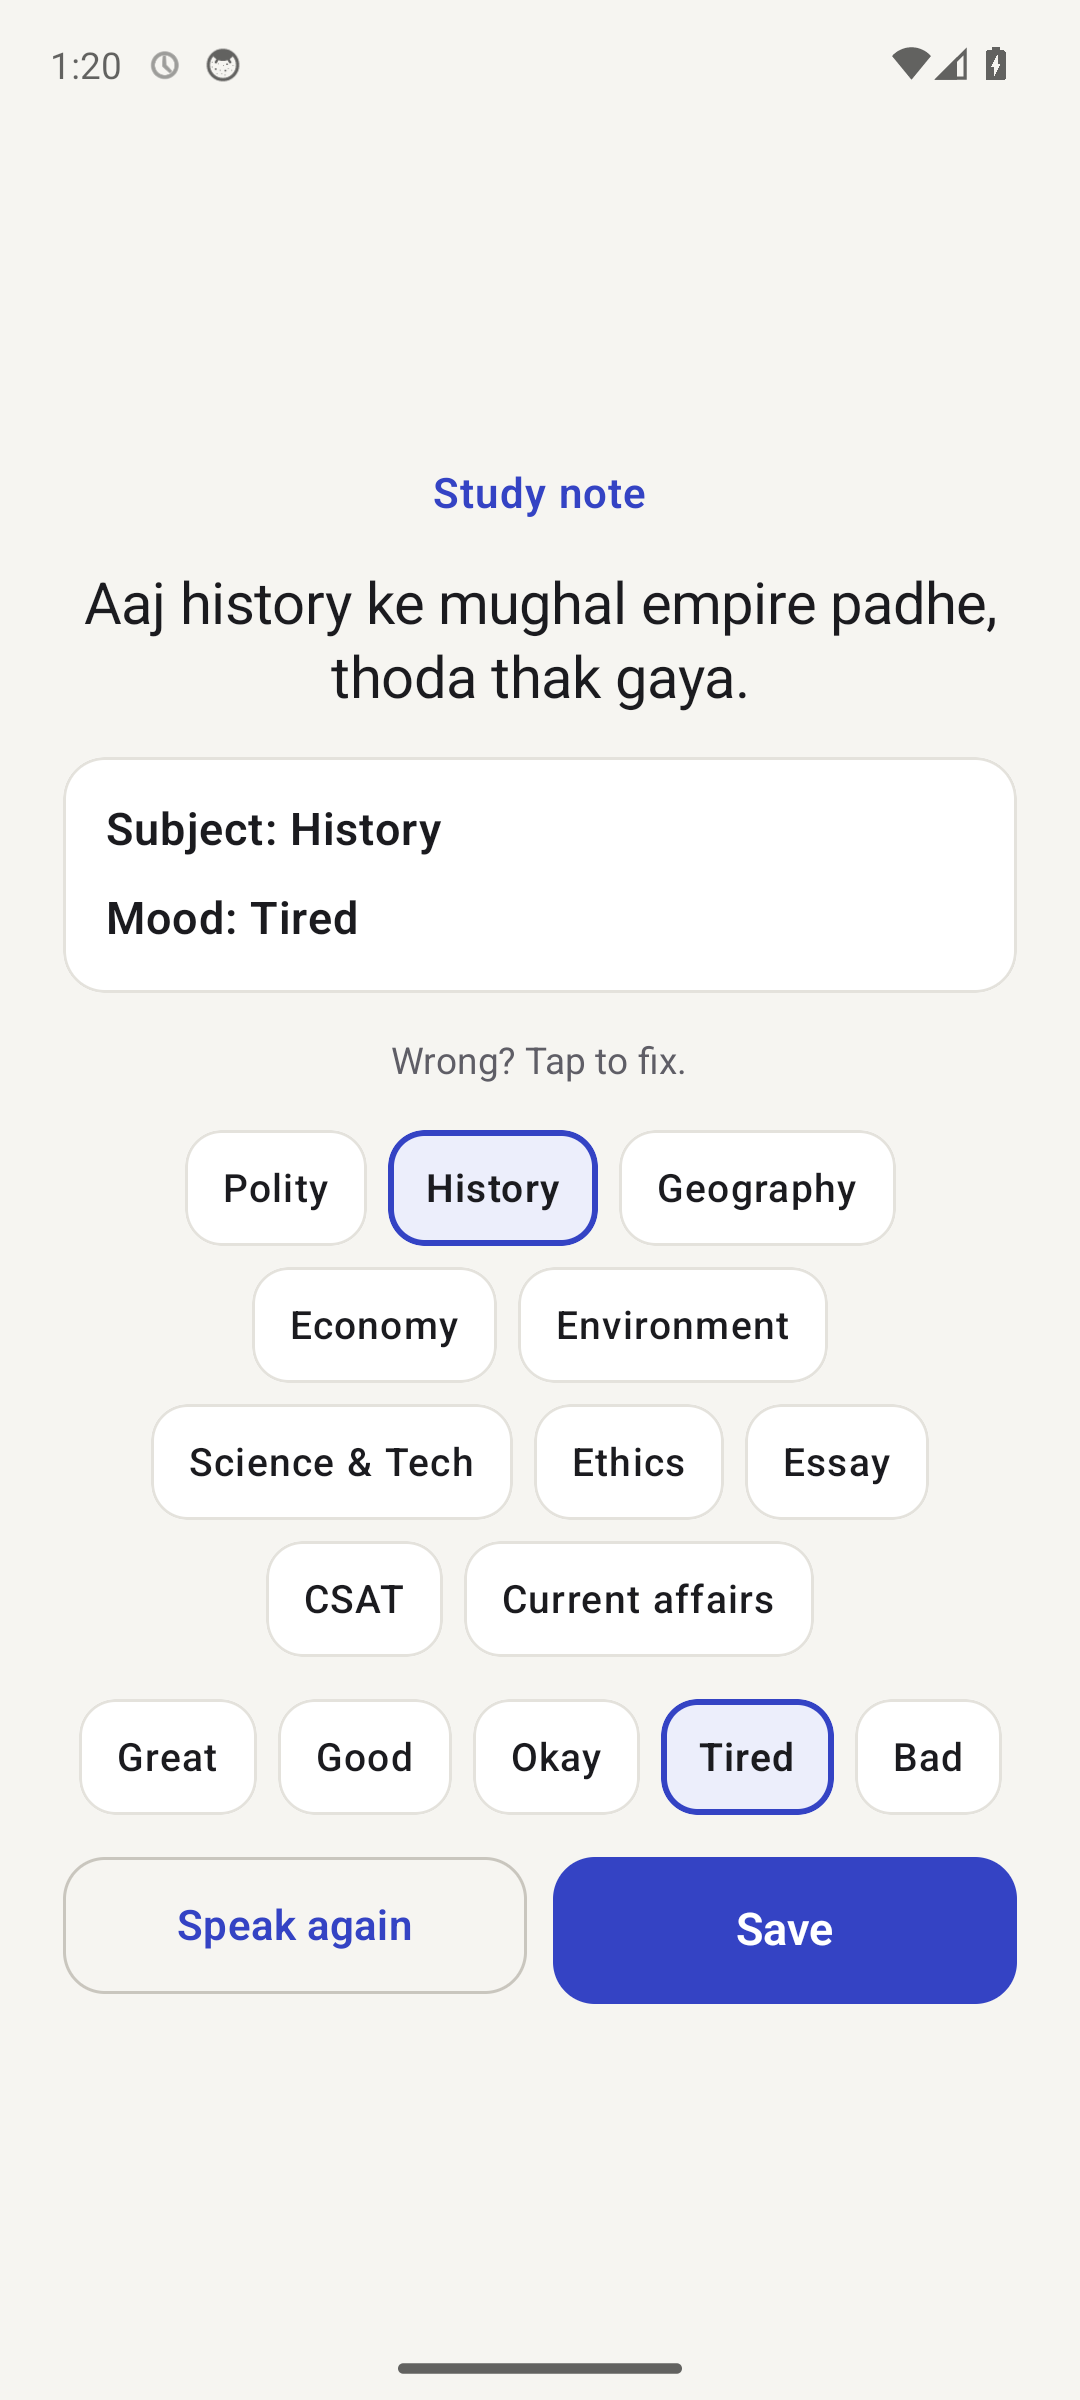 1:20
Study note
Aaj history ke mughal empire padhe,
thoda thak gaya.
Subject: History
Mood: Tired
Wrong? Tap to fix.
Polity History Geography
Economy Environment
Science & Tech Ethics Essay
CSAT Current affairs
Great Good Okay Tired Bad
Speak again Save